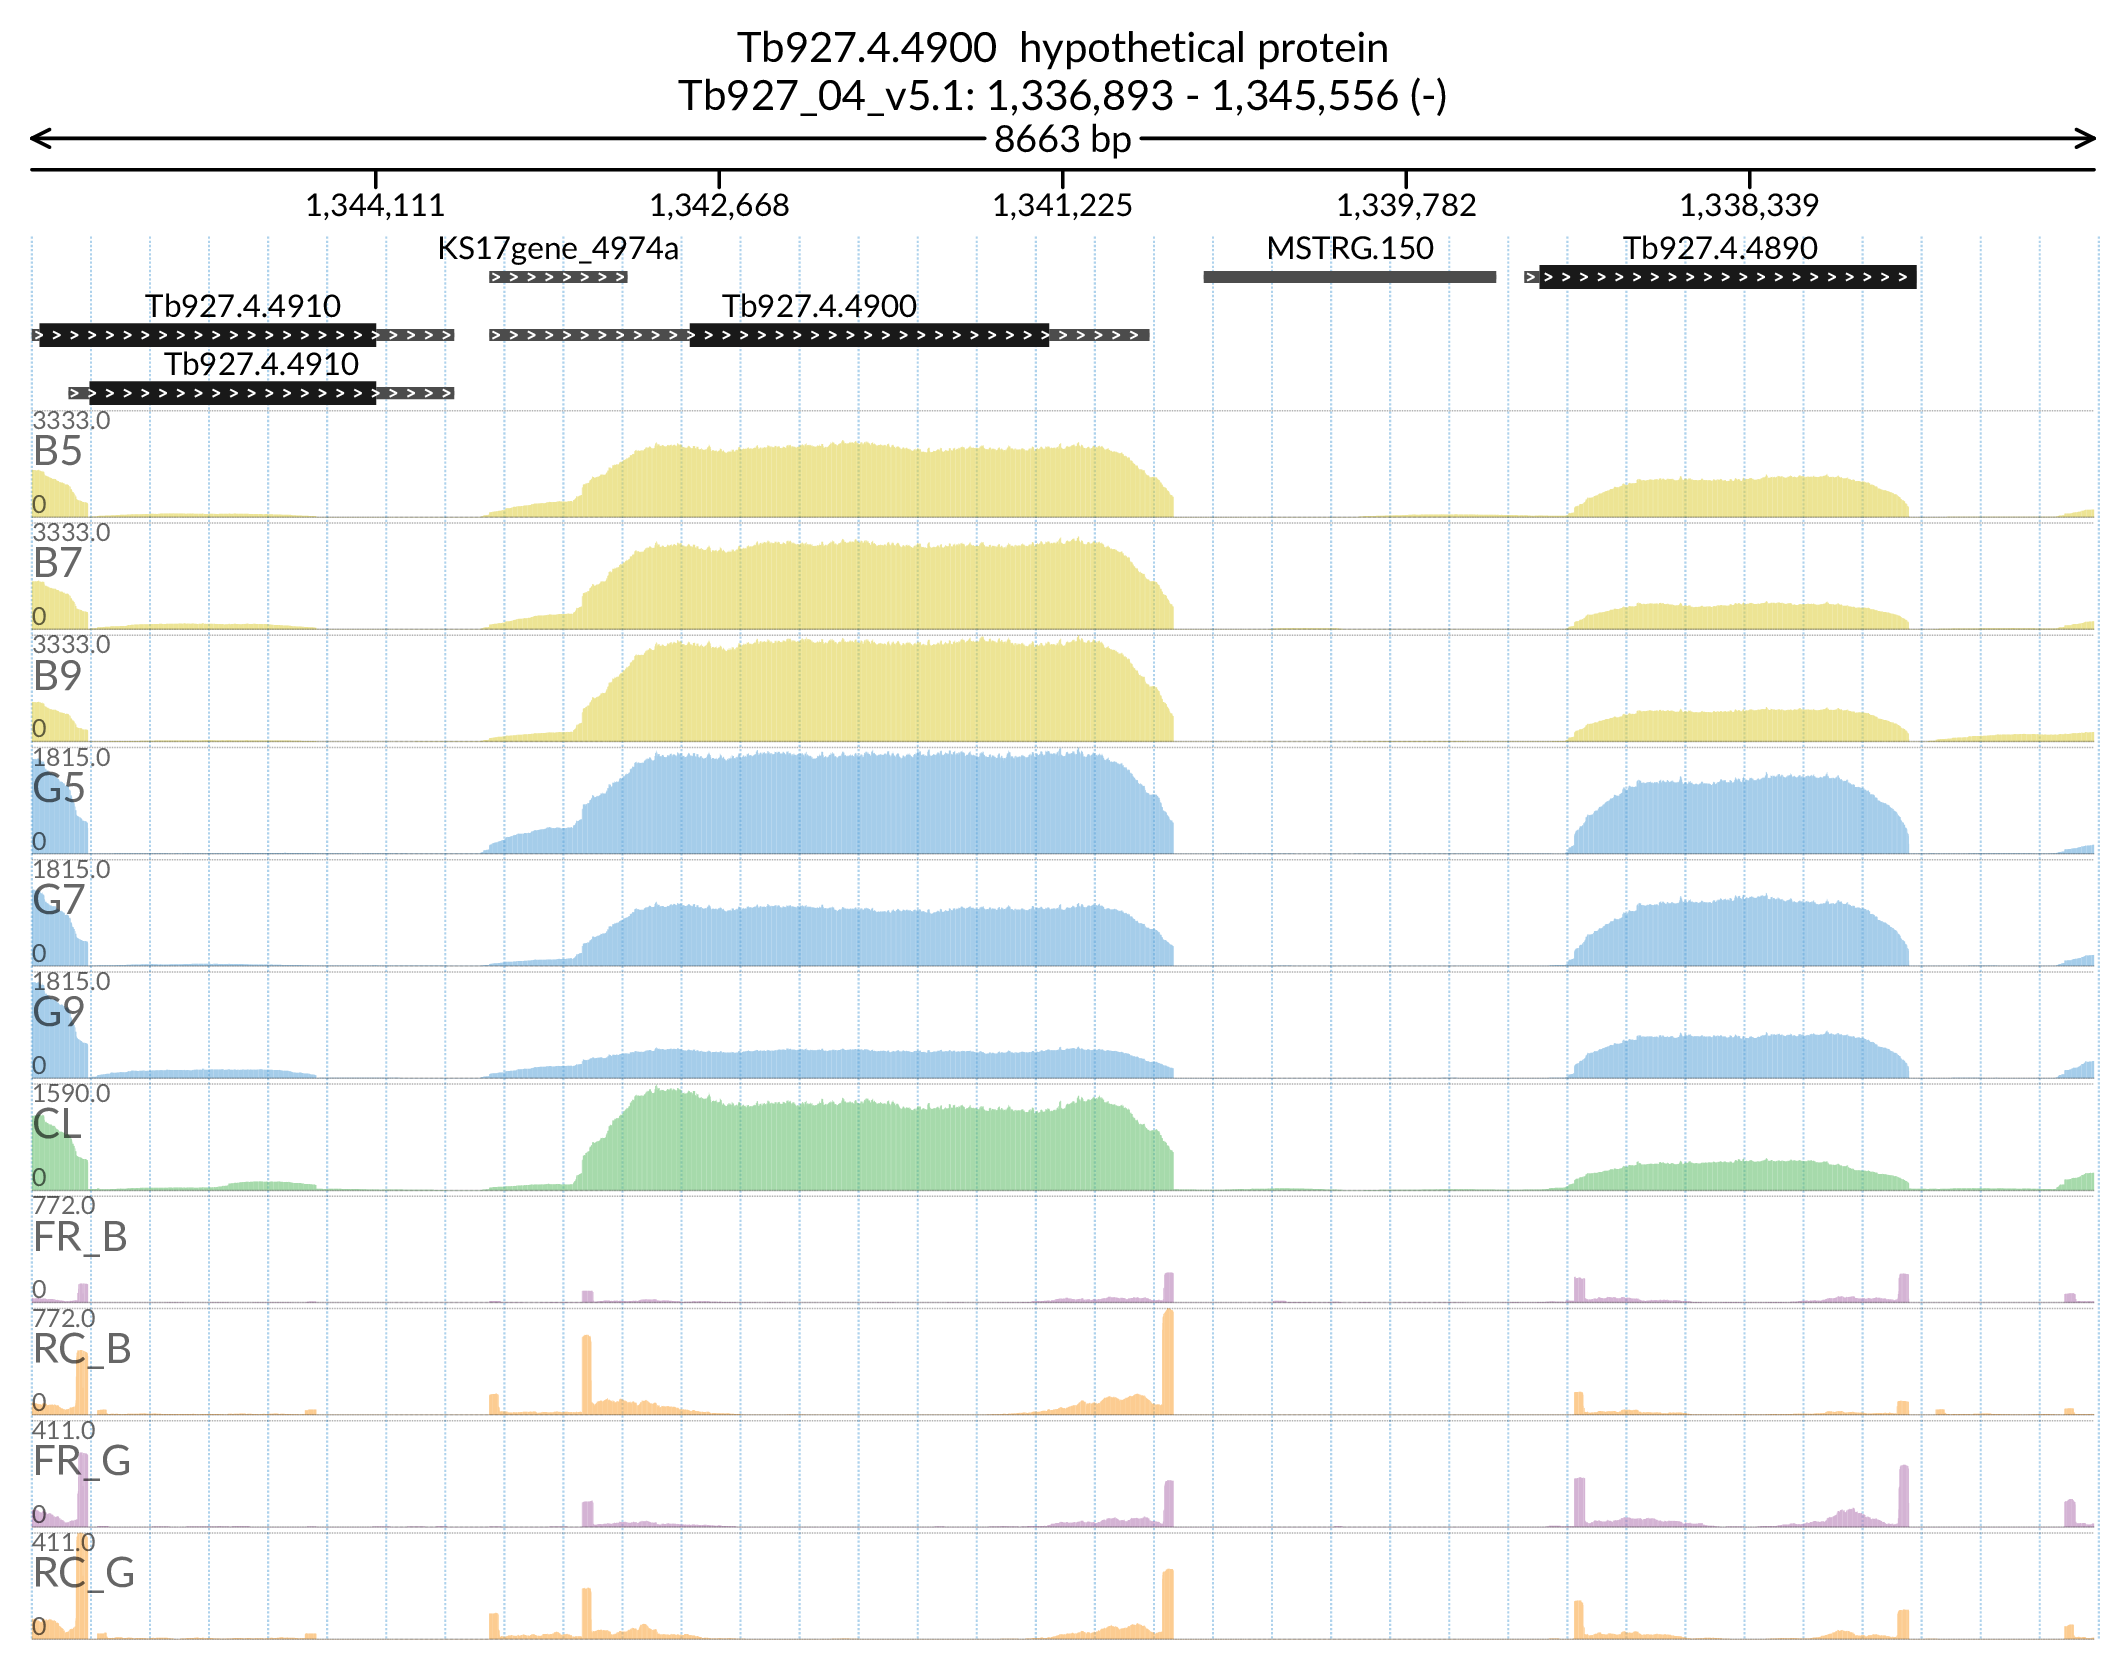 Tb927.4.4900  hypothetical protein
Tb927_04_v5.1: 1,336,893 - 1,345,556 (-)
8663 bp
1,344,111 1,342,668 1,341,225 1,339,782 1,338,339
KS17gene_4974a MSTRG.150 Tb927.4.4890
Tb927.4.4910 Tb927.4.4900
Tb927.4.4910
3333.0
B5
0
3333.0
B7
0
3333.0
B9
0
1815.0
G5
0
1815.0
G7
0
1815.0
G9
0
1590.0
CL
0
772.0
FR_B
0
772.0
RC_B
0
411.0
FR_G
0
411.0
RC_G
0